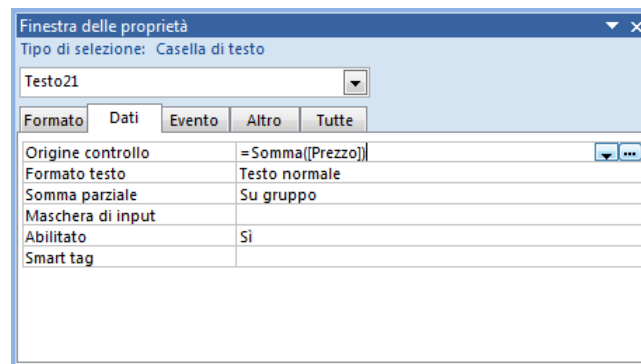 Finestra delle proprietà
Tipo di selezione: Casella di testo
Testo21
Formato Dati Evento Altro Tutte
Origine controllo =Somma([Prezzo])
Formato testo Testo normale
Somma parziale Su gruppo
Maschera di input
Abilitato Sì
Smart tag